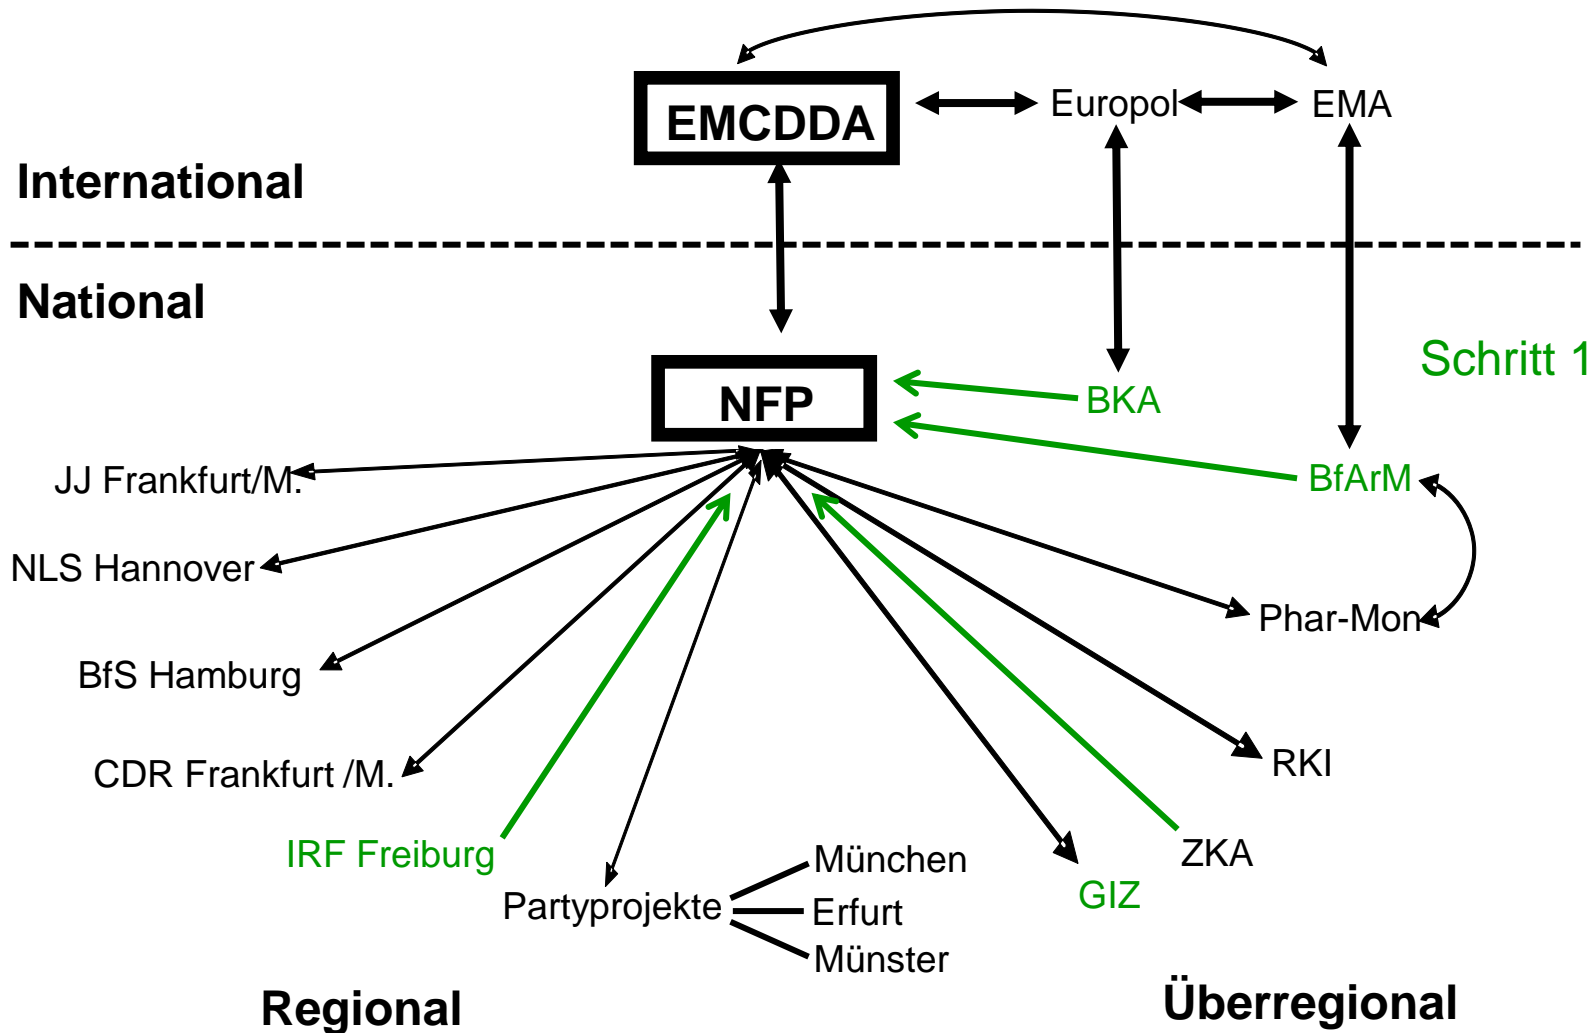 EMCDDA
Europol
EMA
International
National
Schritt 1
NFP
BKA
JJ Frankfurt/M.
BfArM
NLS Hannover
Phar-Mon
BfS Hamburg
CDR Frankfurt /M.
RKI
IRF Freiburg
München
ZKA
Partyprojekte
Erfurt
GIZ
Münster
Regional
Überregional